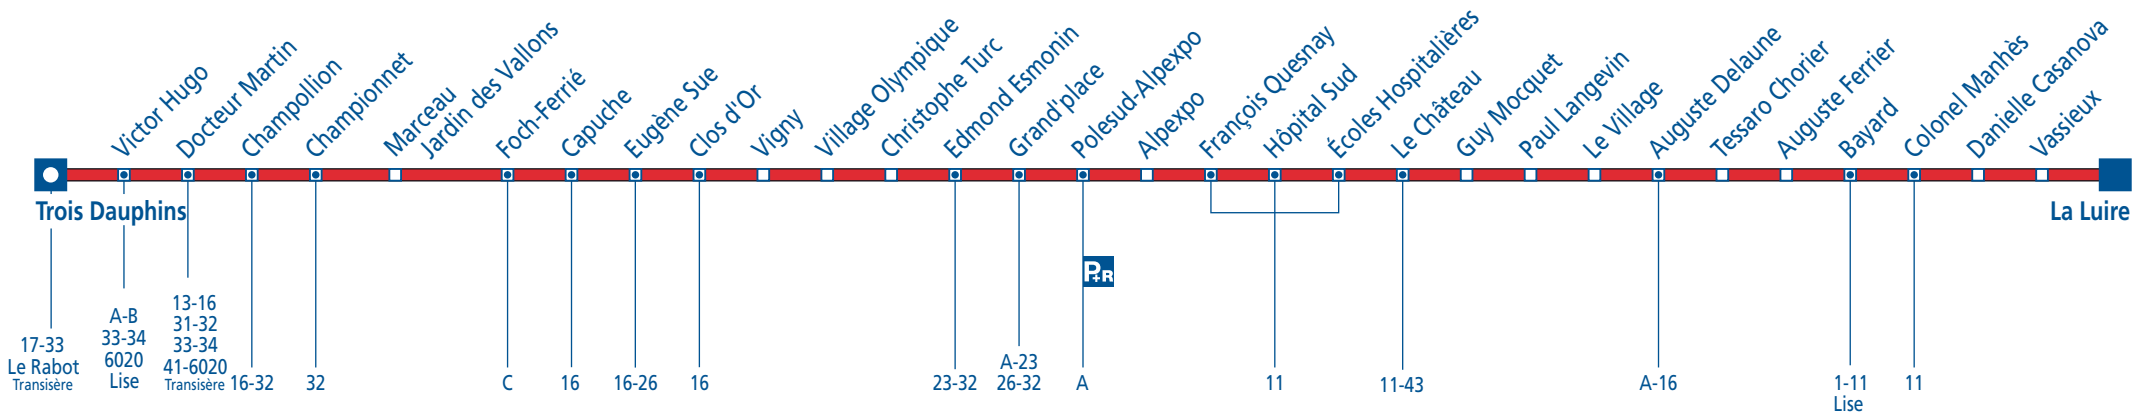 Victor Hugo
Docteur Martin
Champollion
Championnet
Marceau
Jardin des Vallons
Foch-Ferrié
Capuche
Eugène Sue
Clos d'Or
Vigny
Village Olympique
Christophe Turc
Edmond Esmonin
Grand'place
Polesud-Alpexpo
Alpexpo
François Quesnay
Hôpital Sud
Écoles Hospitalières
Le Château
Guy Mocquet
Paul Langevin
Le Village
Auguste Delaune
Tessaro Chorier
Auguste Ferrier
Bayard
Colonel Manhès
Danielle Casanova
Vassieux
Trois Dauphins
La Luire
P+R
17-33
Le Rabot
Transisère
A-B
33-34
6020
Lise
13-16
31-32
33-34
41-6020
Transisère
16-32
32
C
16
16-26
16
23-32
A-23
26-32
A
11
11-43
A-16
1-11
Lise
11